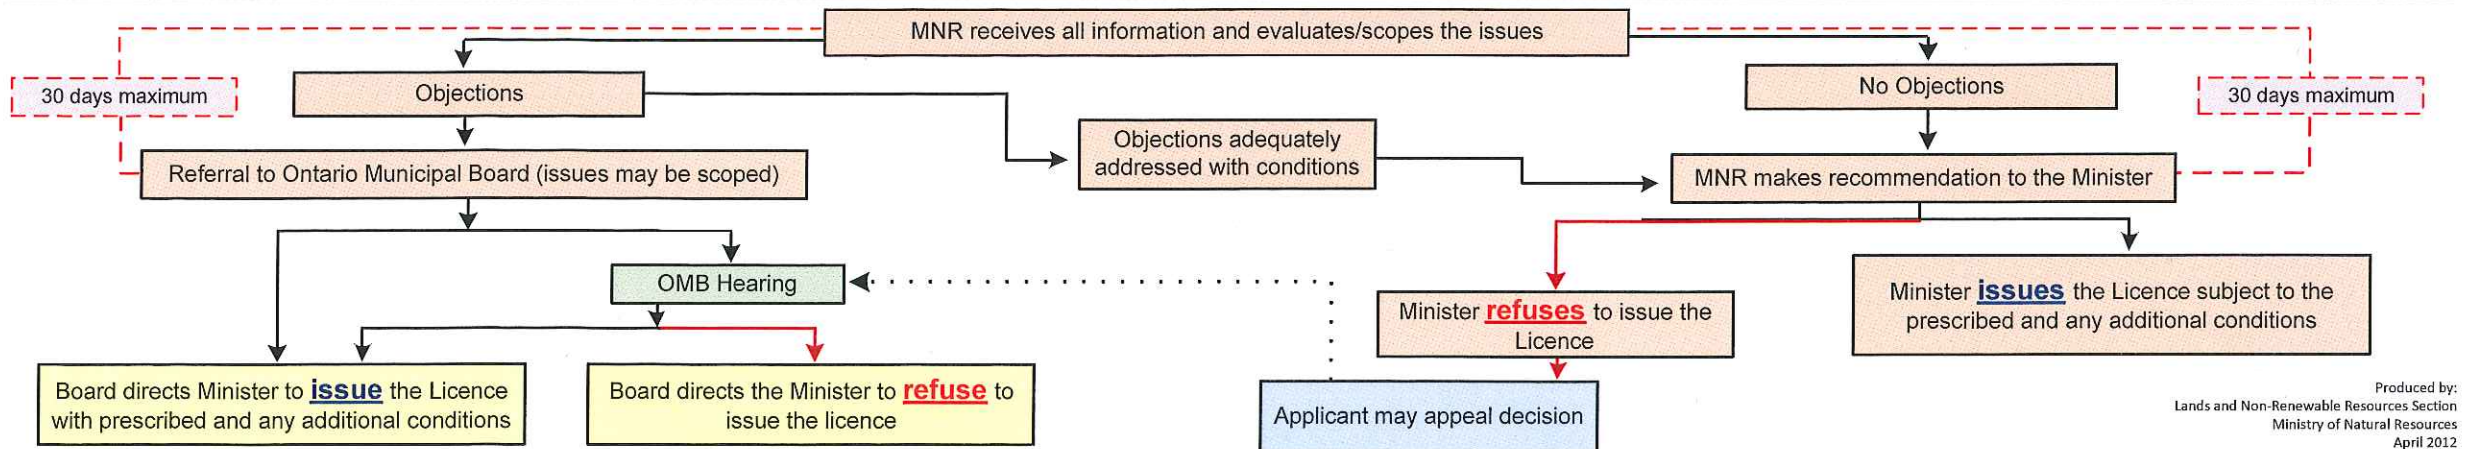 MNR receives all information and evaluates/scopes the issues
30 days maximum
Objections
No Objections
30 days maximum
Objections adequately
addressed with conditions
Referral to Ontario Municipal Board (issues may be scoped)
MNR makes recommendation to the Minister
OMB Hearing
Minister refuses to issue the
Licence
Minister issues the Licence subject to the
prescribed and any additional conditions
Board directs Minister to issue the Licence
with prescribed and any additional conditions
Board directs the Minister to refuse to
issue the licence
Applicant may appeal decision
Produced by:
Lands and Non-Renewable Resources Section
Ministry of Natural Resources
April 2012